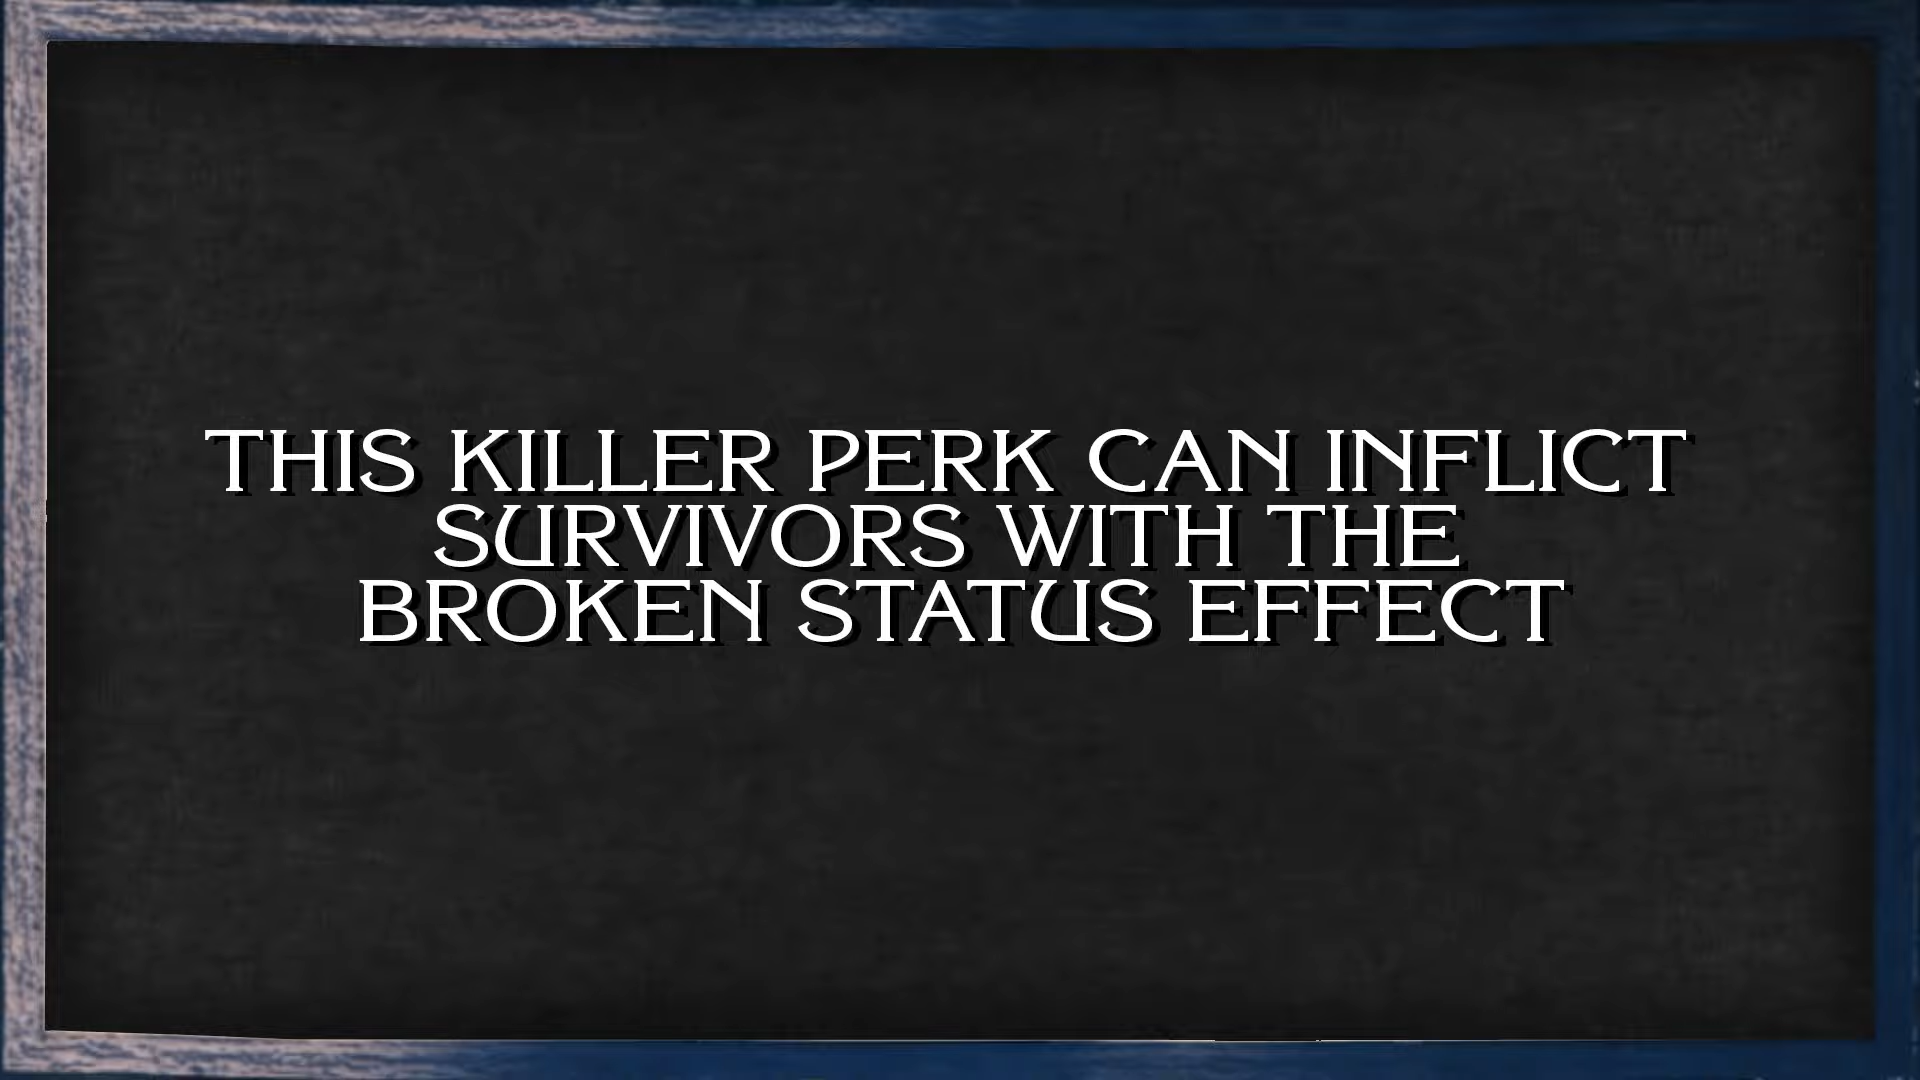 THIS KILLER PERK CAN INFLICT
SURVIVORS WITH THE
BROKEN STATUS EFFECT